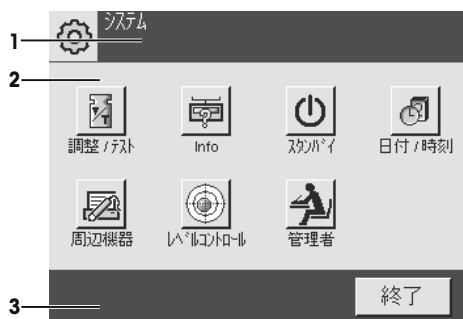 システム
1
2
調整 / テスト
Info
スタンバイ
日付 / 時刻
周辺機器
レベルコントロール
管理者
3
終了